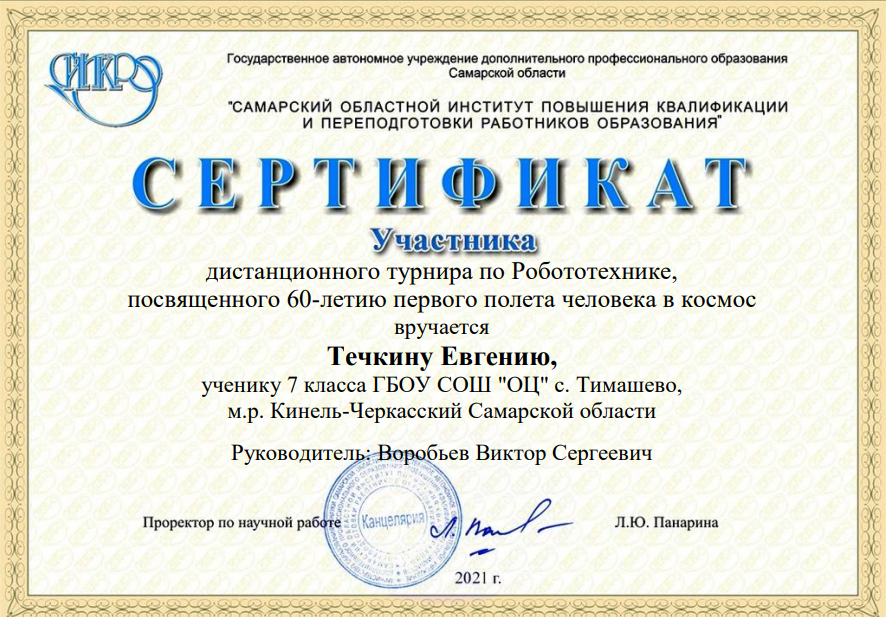 СИПКРО
Государственное автономное учреждение дополнительного профессионального образования
Самарской области
"САМАРСКИЙ ОБЛАСТНОЙ ИНСТИТУТ ПОВЫШЕНИЯ КВАЛИФИКАЦИИ
И ПЕРЕПОДГОТОВКИ РАБОТНИКОВ ОБРАЗОВАНИЯ"
СЕРТИФИКАТ
Участника
дистанционного турнира по Робототехнике,
посвященного 60-летию первого полета человека в космос
вручается
Течкину Евгению,
ученику 7 класса ГБОУ СОШ "ОЦ" с. Тимашево,
м.р. Кинель-Черкасский Самарской области
Руководитель: Воробьев Виктор Сергеевич
Проректор по научной работе
Канцелярия
Л.Ю. Панарина
2021 г.